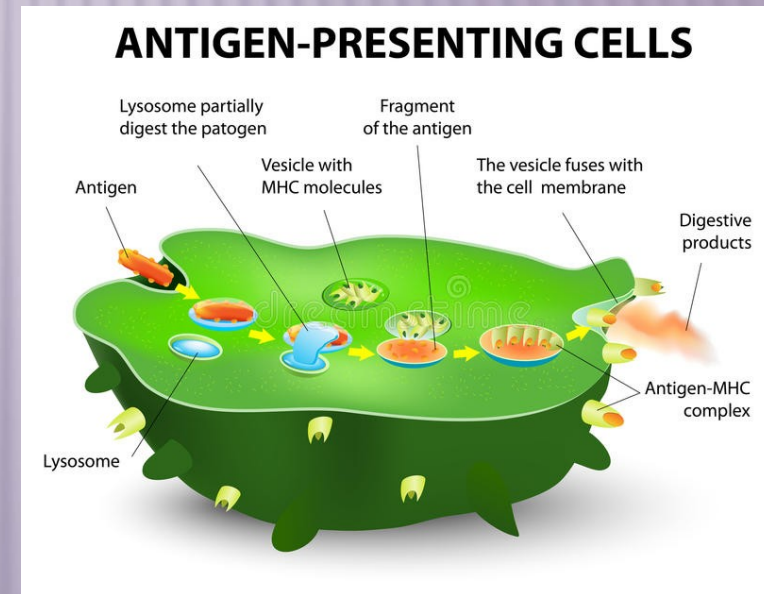 ANTIGEN-PRESENTING CELLS
Lysosome partially
digest the patogen
Fragment
of the antigen
Antigen
Vesicle with
MHC molecules
The vesicle fuses with
the cell membrane
Digestive
products
dreamstime
Antigen-MHC
complex
Lysosome